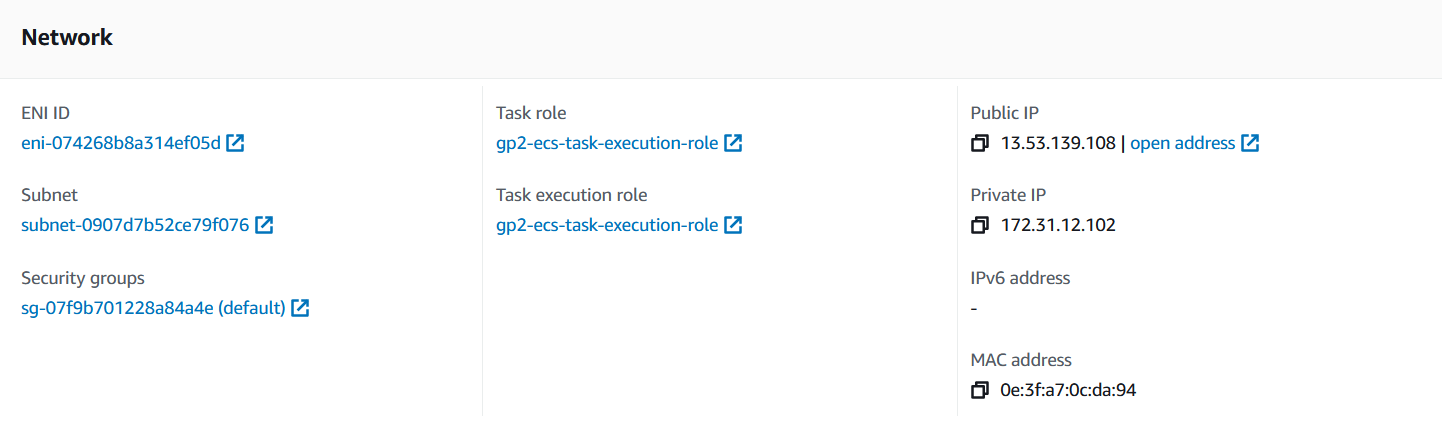 Network
ENI ID
eni-074268b8a314ef05d
Subnet
subnet-0907d7b52ce79f076
Security groups
sg-07f9b701228a84a4e (default)
Task role
gp2-ecs-task-execution-role
Task execution role
gp2-ecs-task-execution-role
Public IP
13.53.139.108 | open address
Private IP
172.31.12.102
IPv6 address
-
MAC address
0e:3f:a7:0c:da:94